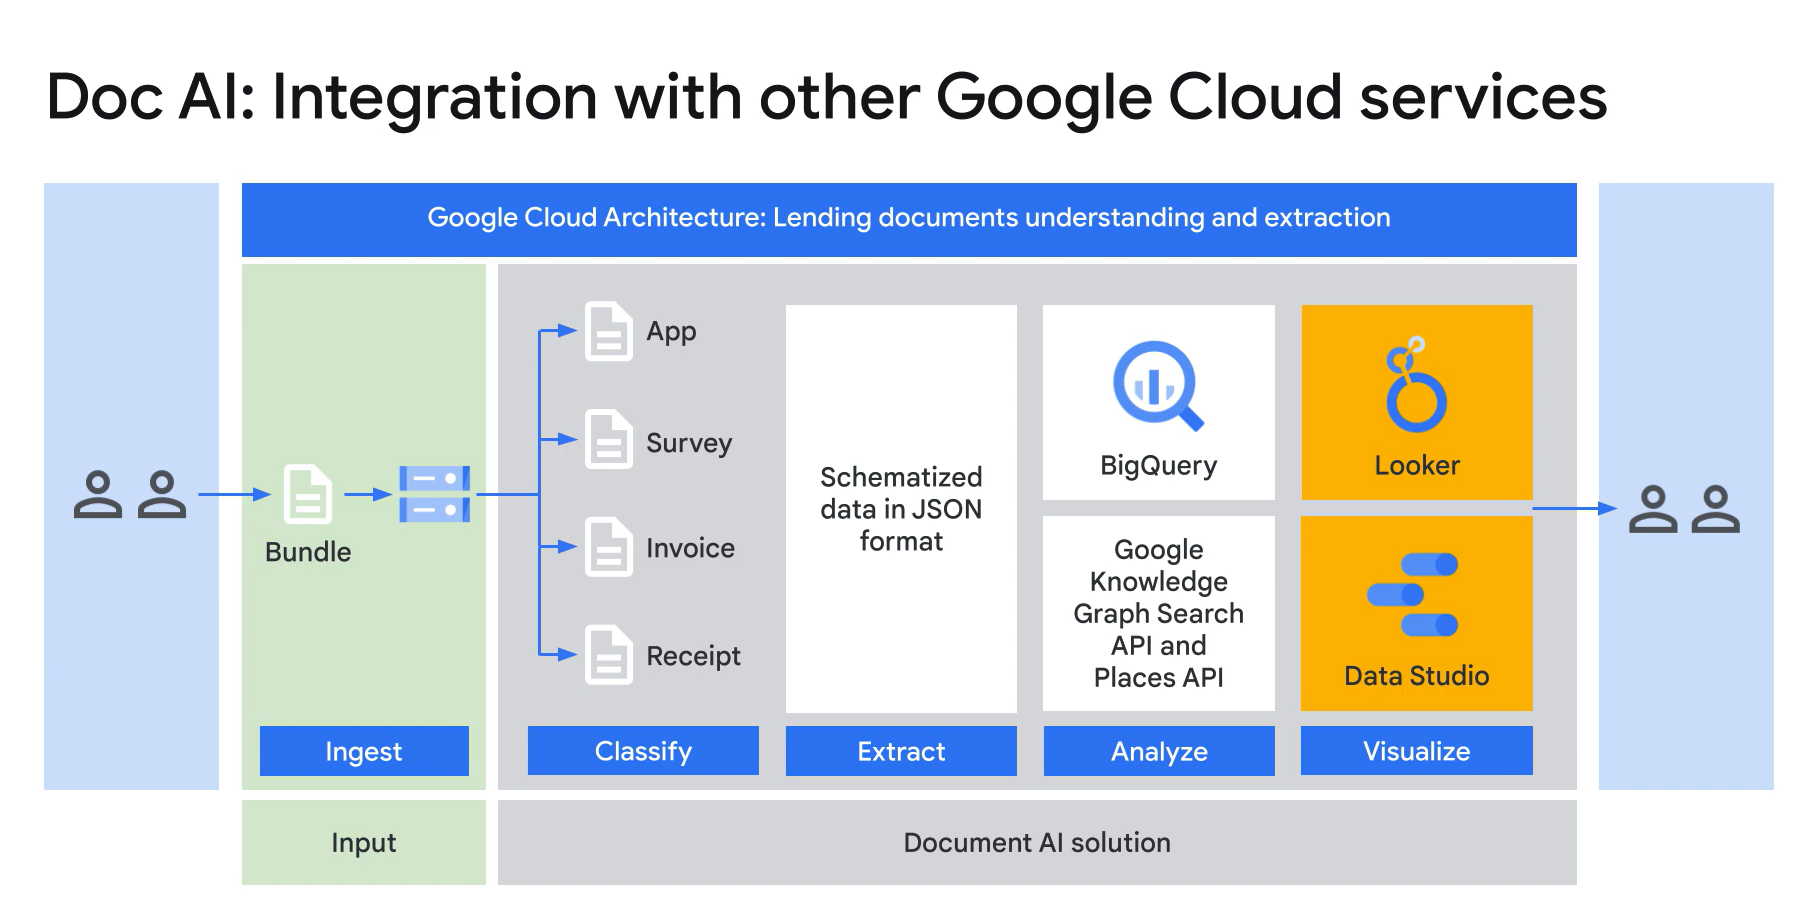 Doc AI: Integration with other Google Cloud services
Google Cloud Architecture: Lending documents understanding and extraction
Bundle
Ingest
Input
App
Survey
Invoice
Receipt
Classify
Schematized
data in JSON
format
Extract
BigQuery
Google
Knowledge
Graph Search
API and
Places API
Analyze
Looker
Data Studio
Visualize
Document AI solution